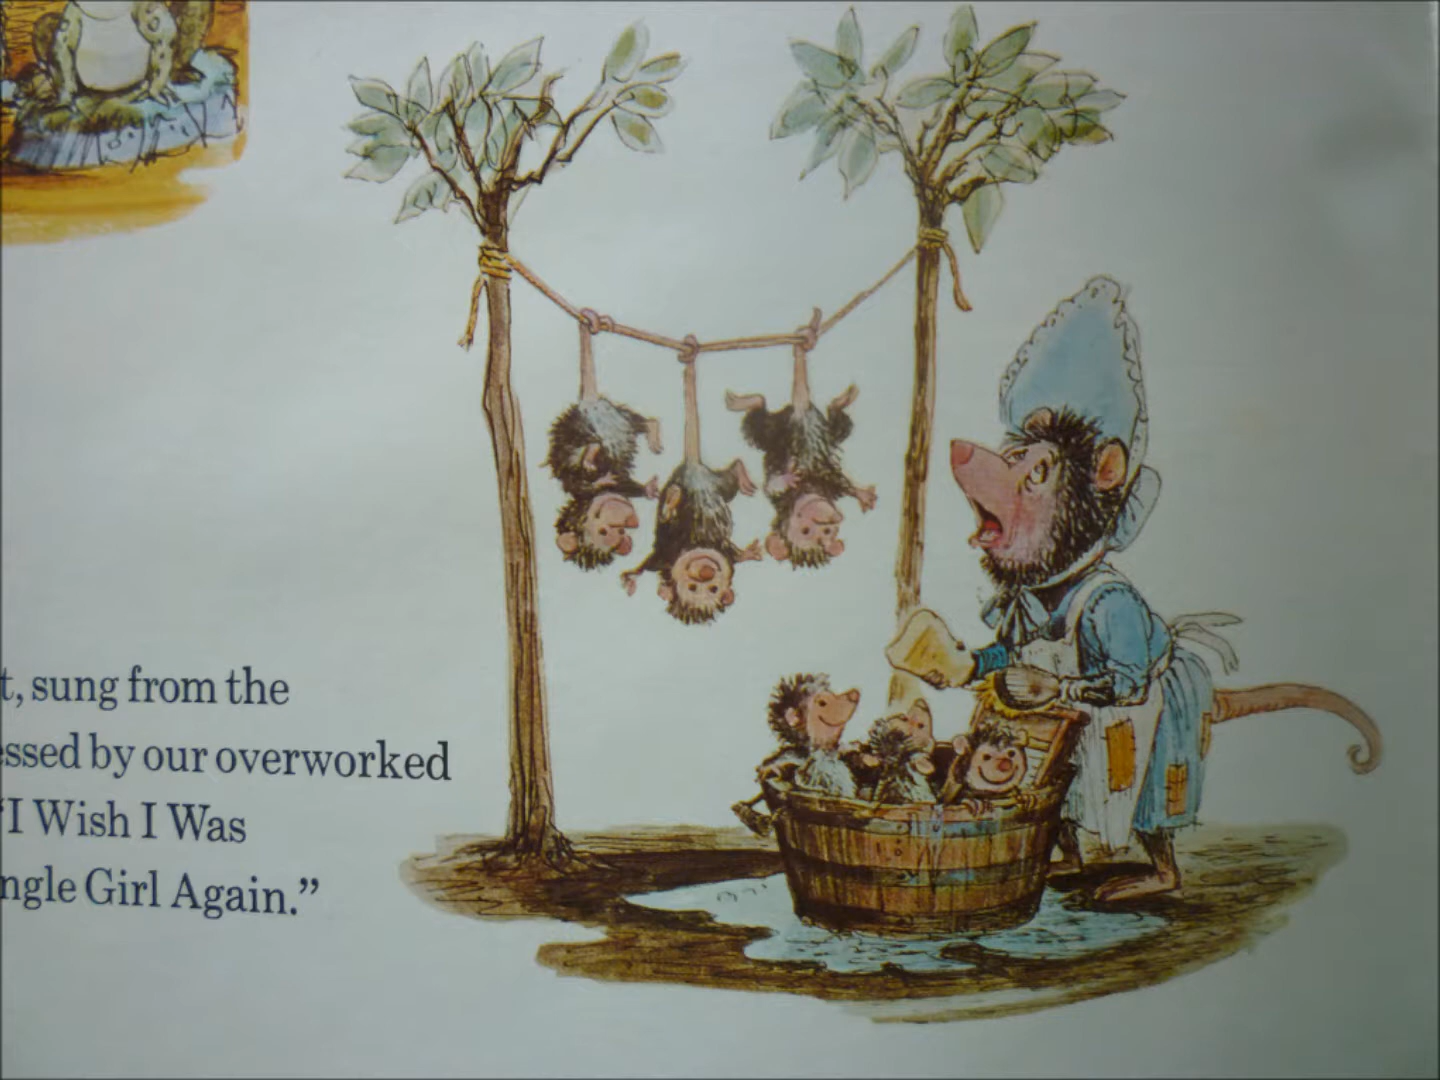 t, sung from the
essed by our overworked
“I Wish I Was
ngle Girl Again.”